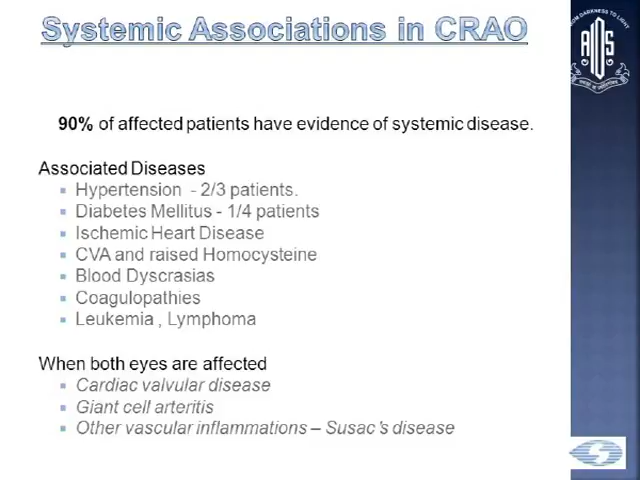 Systemic Associations in CRAO
90% of affected patients have evidence of systemic disease.
Associated Diseases
Hypertension - 2/3 patients.
Diabetes Mellitus - 1/4 patients
Ischemic Heart Disease
CVA and raised Homocysteine
Blood Dyscrasias
Coagulopathies
Leukemia , Lymphoma
When both eyes are affected
Cardiac valvular disease
Giant cell arteritis
Other vascular inflammations – Susac's disease